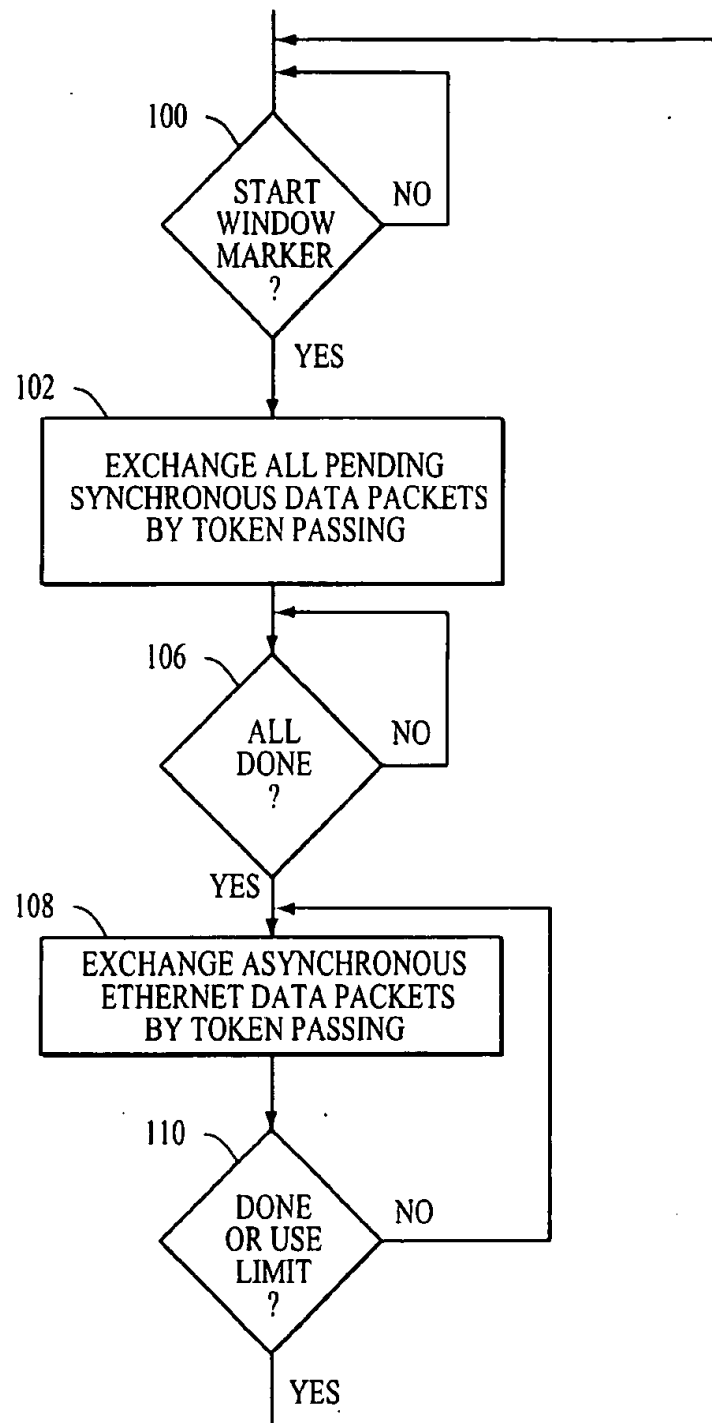 100
START
WINDOW
MARKER
?
NO
YES
102
EXCHANGE ALL PENDING
SYNCHRONOUS DATA PACKETS
BY TOKEN PASSING
106
ALL
DONE
?
NO
YES
108
EXCHANGE ASYNCHRONOUS
ETHERNET DATA PACKETS
BY TOKEN PASSING
110
DONE
OR USE
LIMIT
?
NO
YES